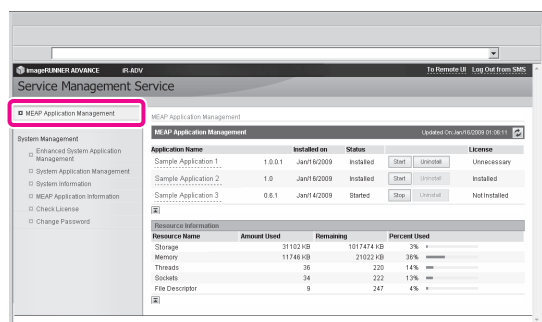 imageRUNNER ADVANCE iR-ADV To Remote UI Log Out from SMS
Service Management Service
MEAP Application Management
System Management
Enhanced System Application
Management
System Application Management
System Information
MEAP Application Information
Check License
Change Password
MEAP Application Management
MEAP Application Management Updated On:Jan/16/2009 01:06:11
Application Name Installed on Status License
Sample Application 1 1.0.0.1 Jan/16/2009 Installed Start Uninstall Unnecessary
Sample Application 2 1.0 Jan/16/2009 Installed Start Uninstall Installed
Sample Application 3 0.6.1 Jan/14/2009 Started Stop Uninstall Not Installed
Resource Information
Resource Name Amount Used Remaining Percent Used
Storage 31102 KB 1017474 KB 3%
Memory 11746 KB 21022 KB 36%
Threads 36 220 14%
Sockets 34 222 13%
File Descriptor 9 247 4%